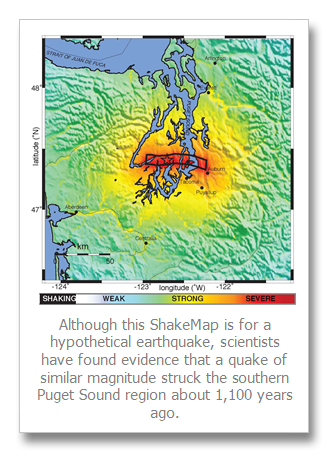 STRAIT OF JUAN DE FUCA
Arlington
48
latitude (°N)
Auburn
Tacoma
Puyallup
Aberdeen
47
Centralia
km
50
-124
-123
-122
longitude (°W)
SHAKING WEAK STRONG SEVERE
Although this ShakeMap is for a
hypothetical earthquake, scientists
have found evidence that a quake of
similar magnitude struck the southern
Puget Sound region about 1,100 years
ago.